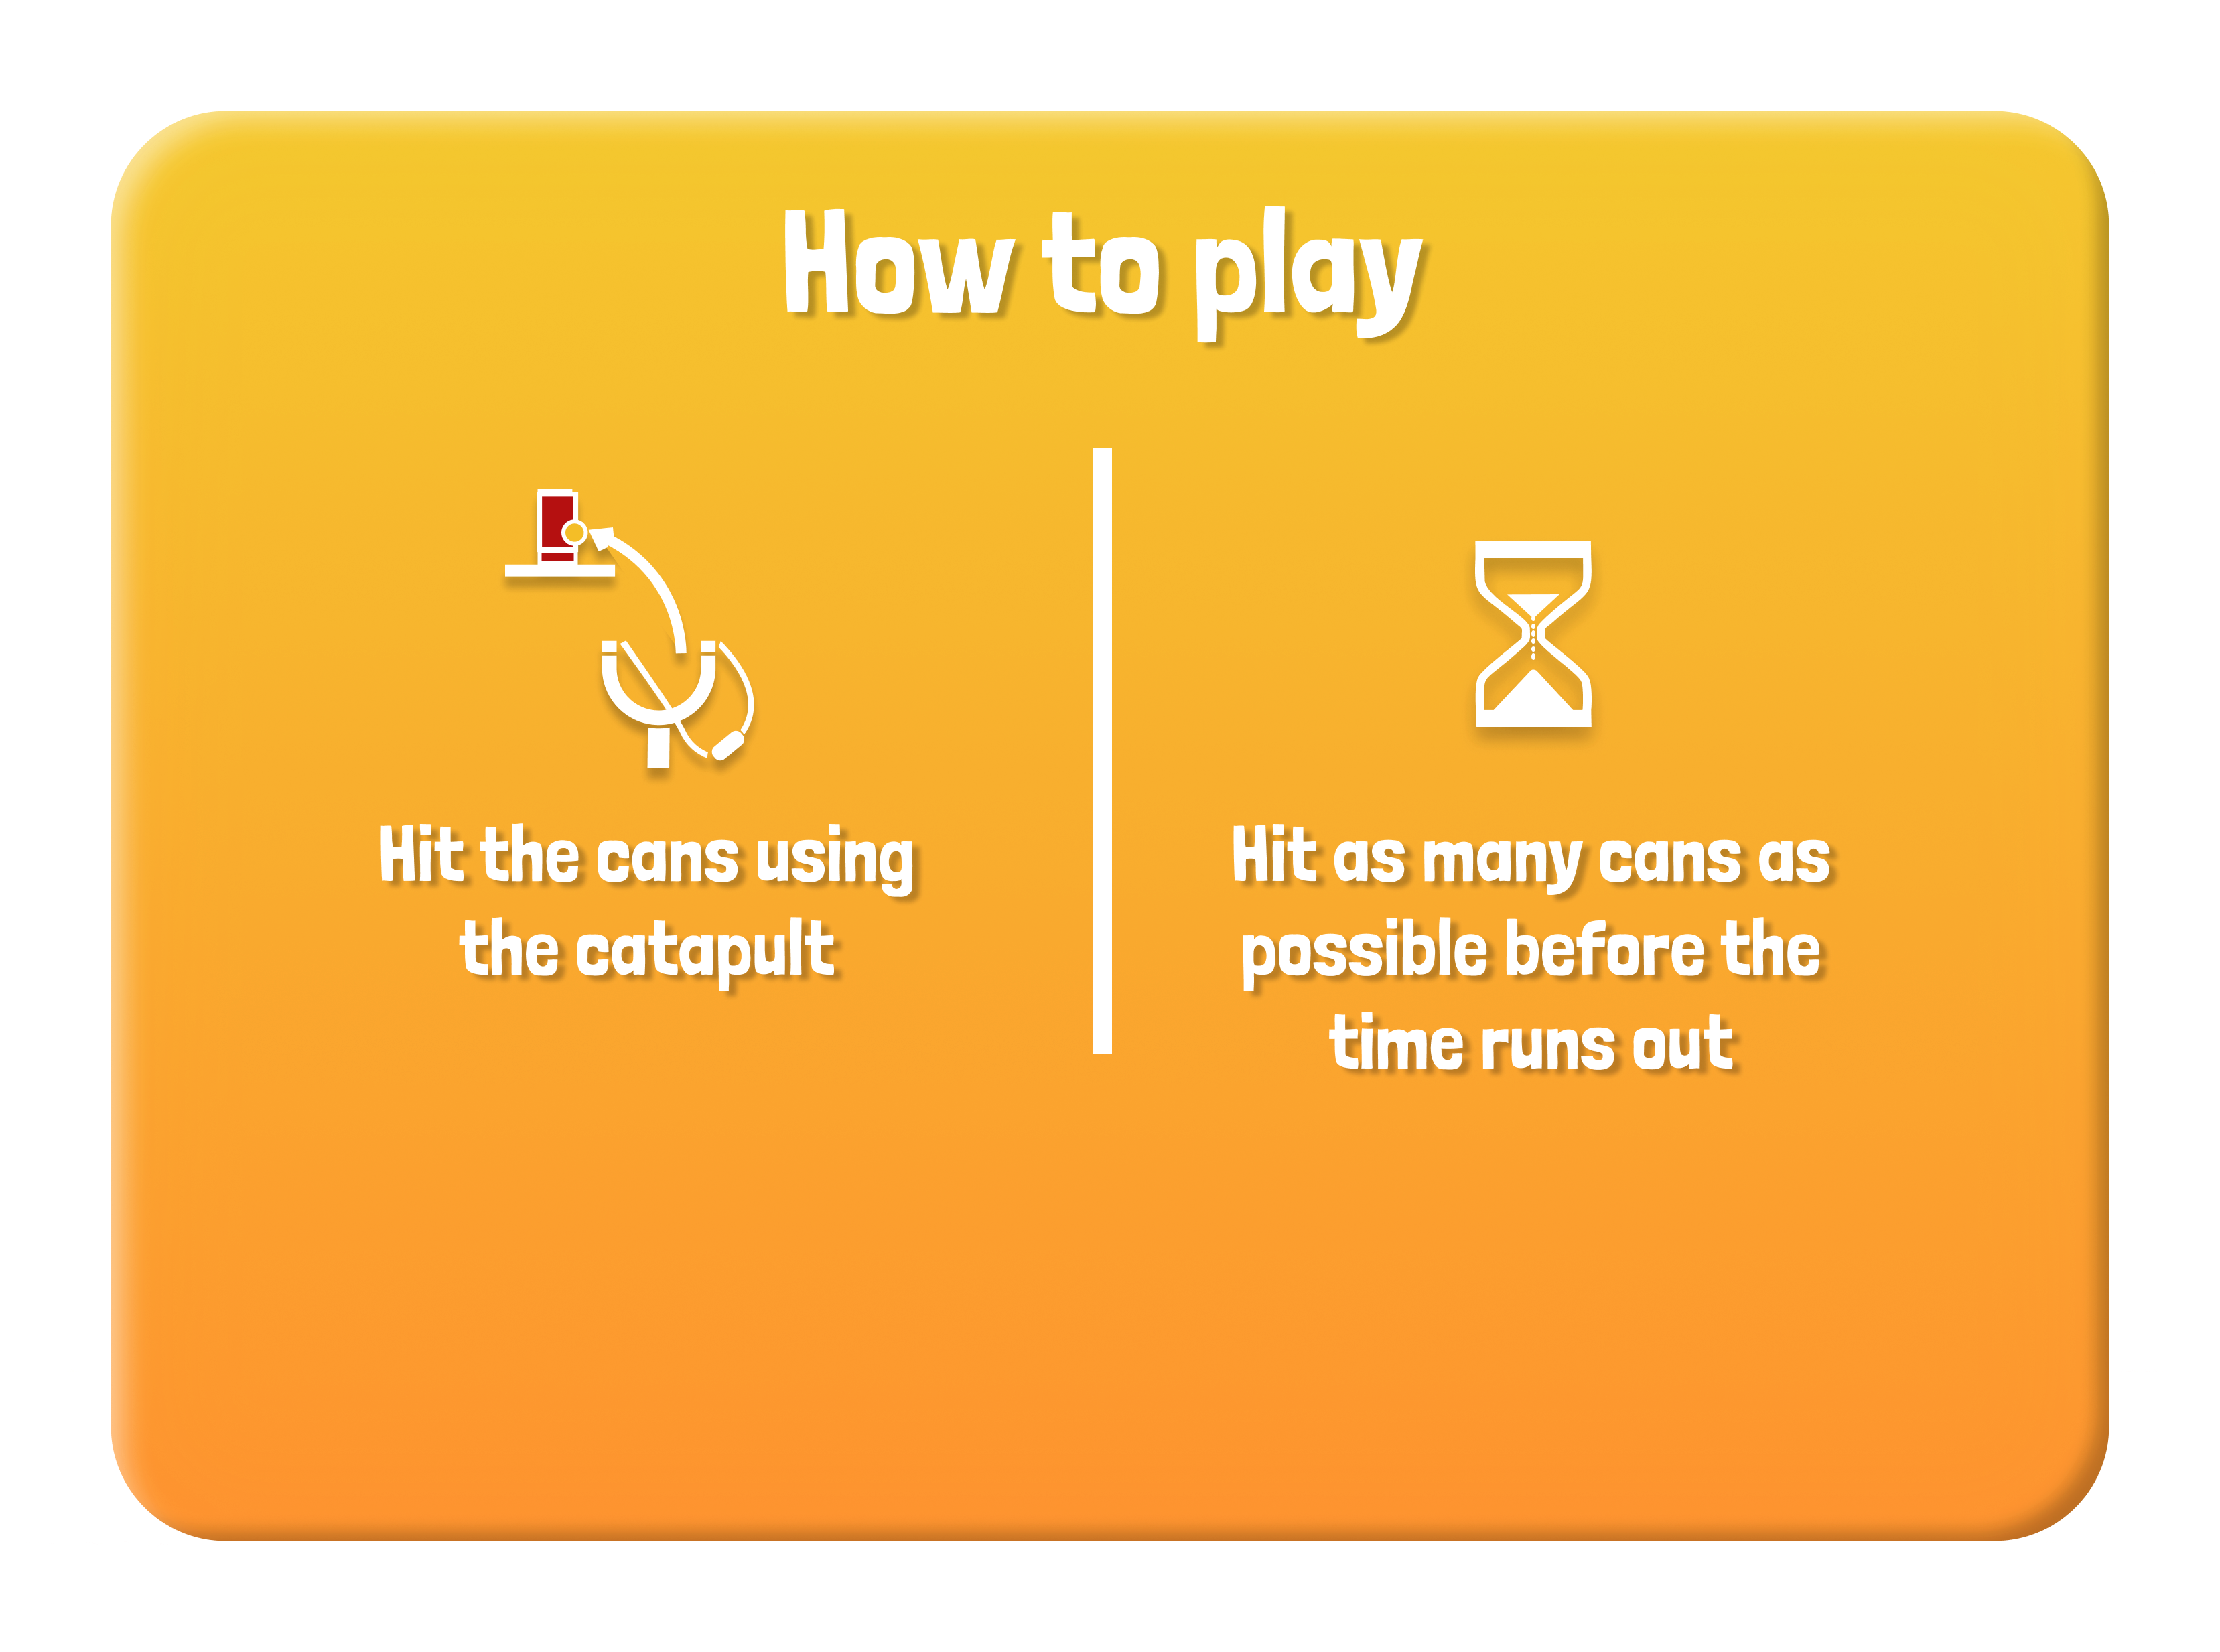 How to play
Hit the cans using
the catapult
Hit as many cans as
possible before the
time runs out